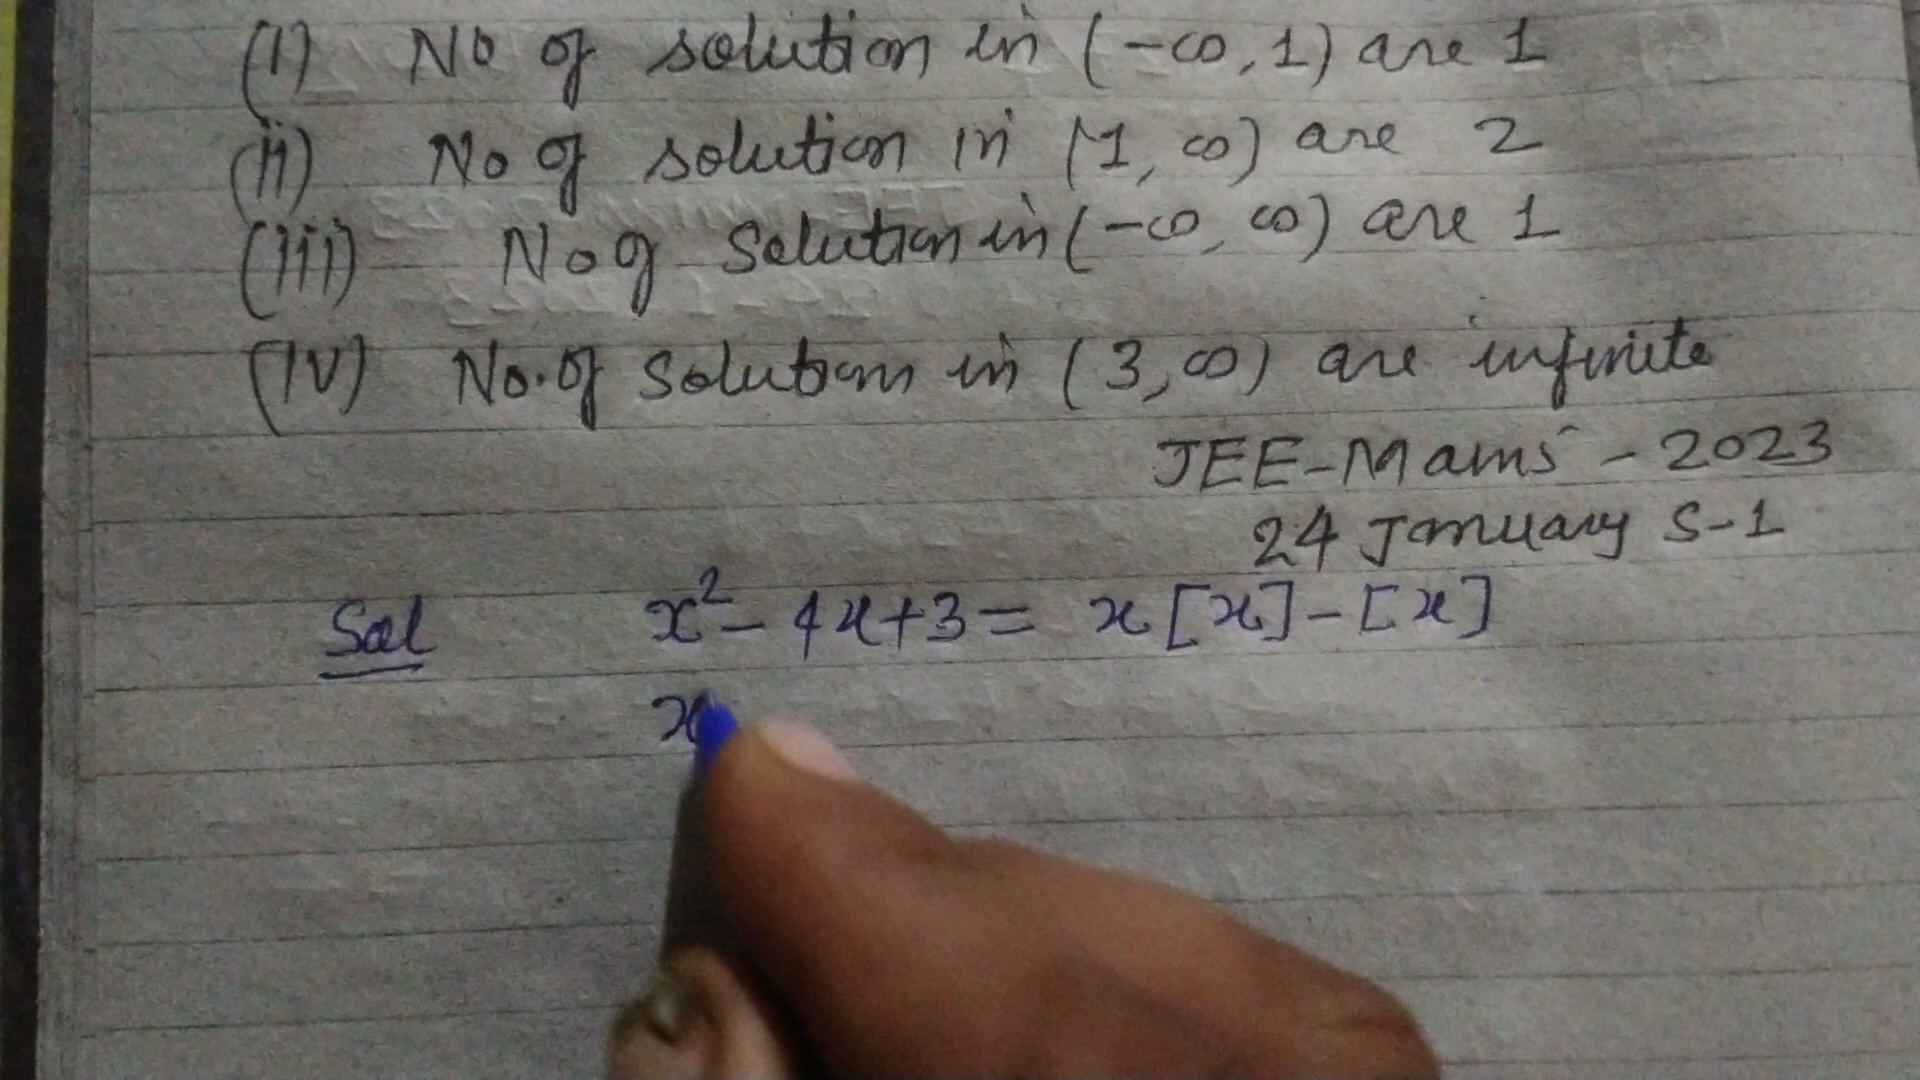 (i) No of solution in (-∞,1) are 1
(ii) No of solution in (1,∞) are 2
(iii) No of Solution in (-∞,∞) are 1
(iv) No. of solutions in (3,∞) are infinite
JEE-Mains - 2023
24 January S-1
Sol x² - 4x+3 = x[x]-[x]
x